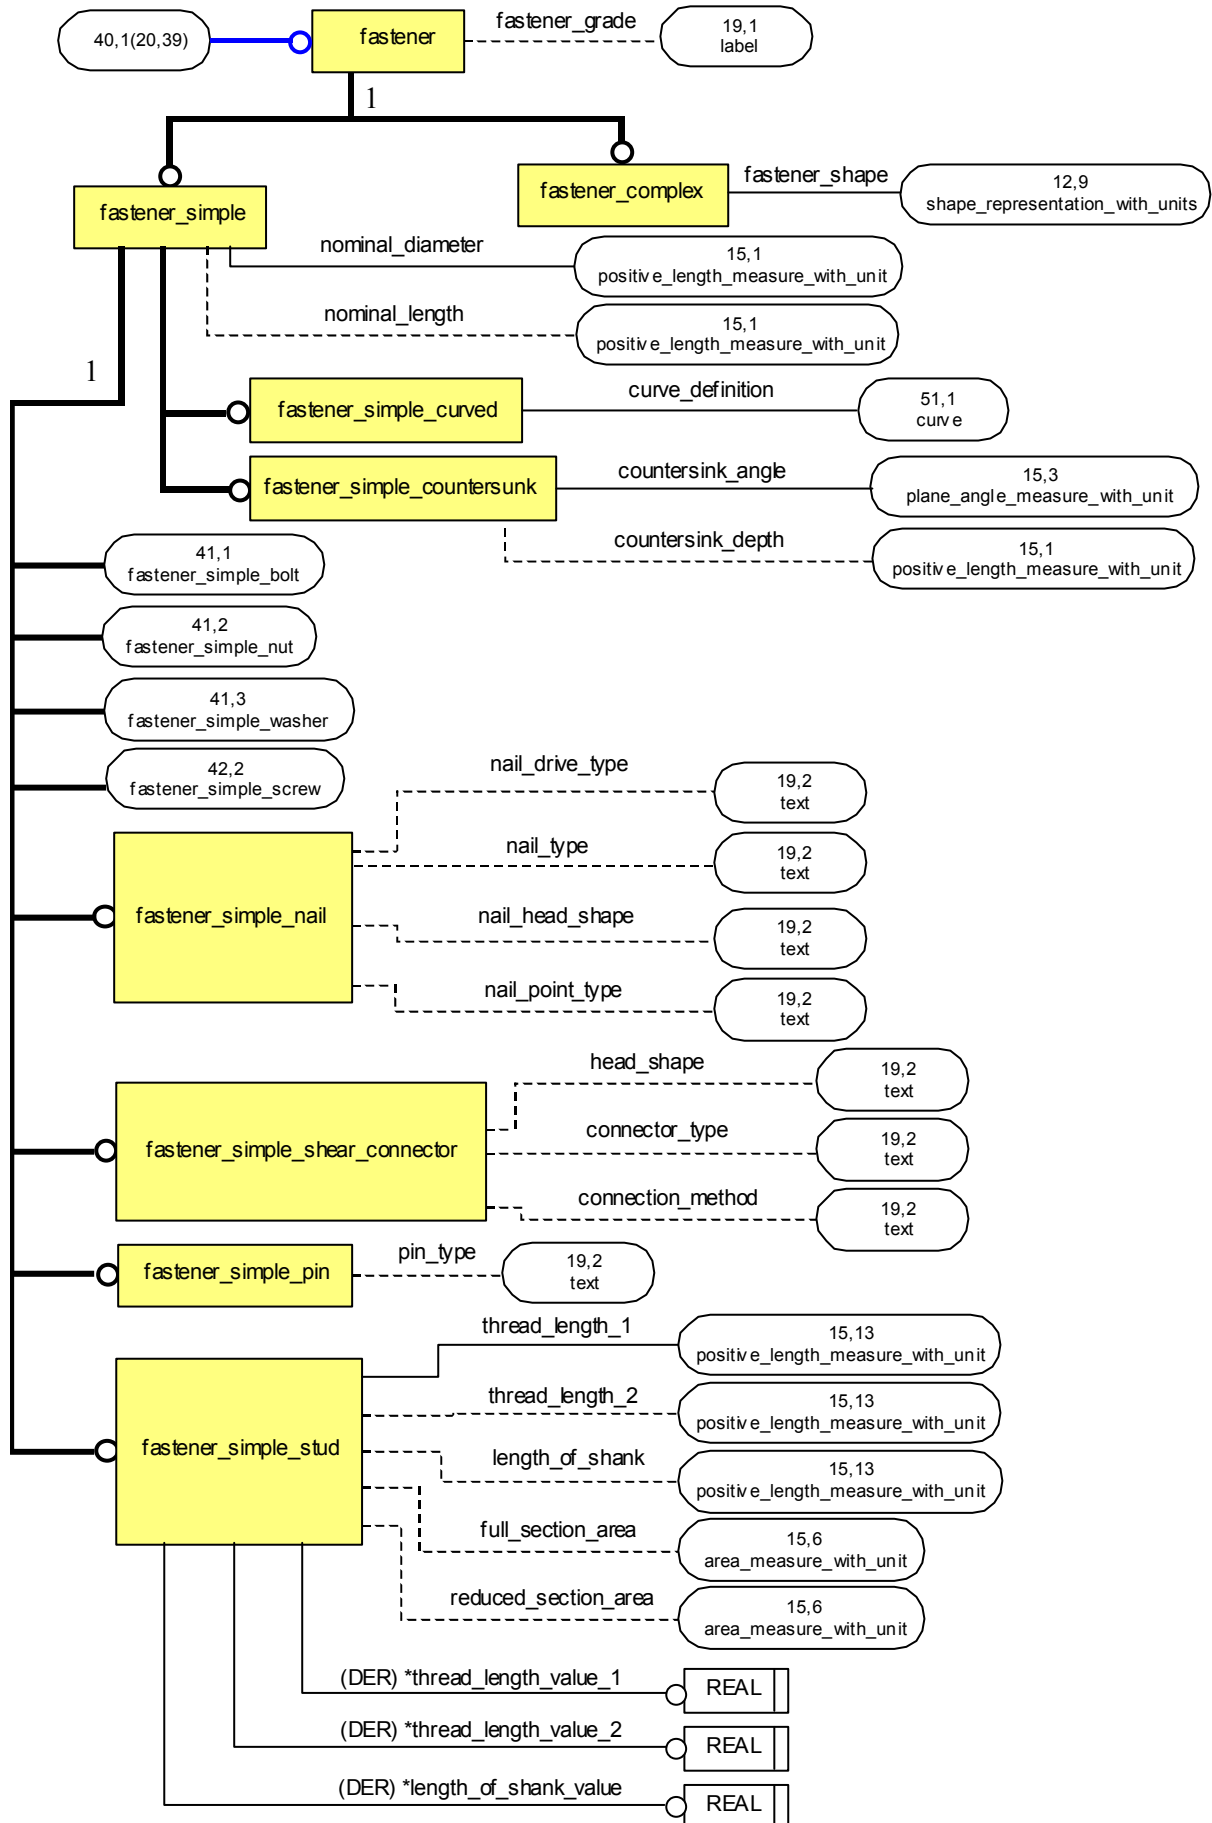 40,1(20,39)
fastener
fastener_grade
19,1
label
1
fastener_simple
fastener_complex
fastener_shape
12,9
shape_representation_with_units
nominal_diameter
15,1
positive_length_measure_with_unit
nominal_length
15,1
positive_length_measure_with_unit
1
fastener_simple_curved
curve_definition
51,1
curve
fastener_simple_countersunk
countersink_angle
15,3
plane_angle_measure_with_unit
countersink_depth
15,1
positive_length_measure_with_unit
41,1
fastener_simple_bolt
41,2
fastener_simple_nut
41,3
fastener_simple_washer
42,2
fastener_simple_screw
fastener_simple_nail
nail_drive_type
19,2
text
nail_type
19,2
text
nail_head_shape
19,2
text
nail_point_type
19,2
text
fastener_simple_shear_connector
head_shape
19,2
text
connector_type
19,2
text
connection_method
19,2
text
fastener_simple_pin
pin_type
19,2
text
fastener_simple_stud
thread_length_1
15,13
positive_length_measure_with_unit
thread_length_2
15,13
positive_length_measure_with_unit
length_of_shank
15,13
positive_length_measure_with_unit
full_section_area
15,6
area_measure_with_unit
reduced_section_area
15,6
area_measure_with_unit
(DER) *thread_length_value_1
REAL
(DER) *thread_length_value_2
REAL
(DER) *length_of_shank_value
REAL